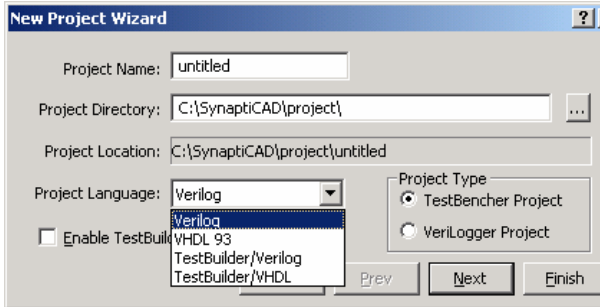 New Project Wizard ?
Project Name: untitled
Project Directory: C:\SynaptiCAD\project\ ...
Project Location: C:\SynaptiCAD\project\untitled
Project Language: Verilog
Project Type
TestBencher Project
VeriLogger Project
Verilog
VHDL 93
TestBuilder/Verilog
TestBuilder/VHDL
Enable TestBuil
Prev Next Finish